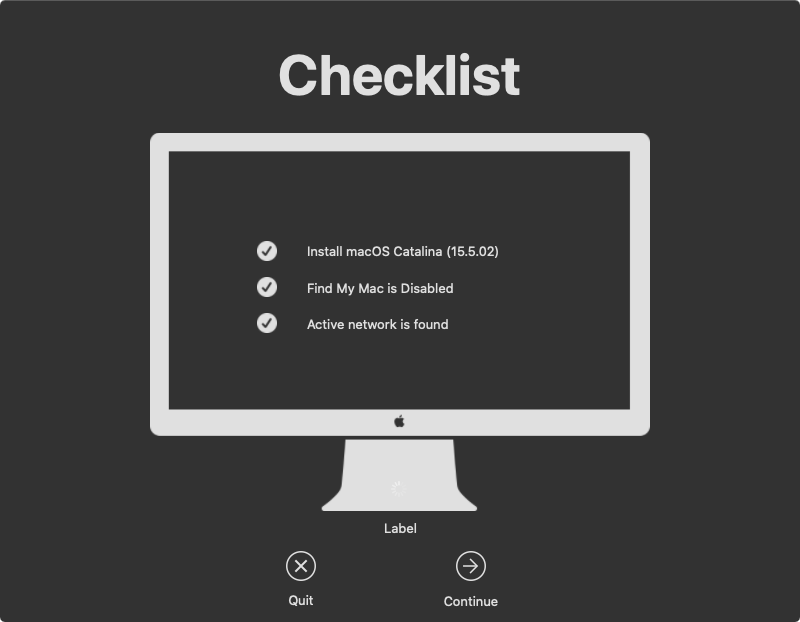 Checklist
Install macOS Catalina (15.5.02)
Find My Mac is Disabled
Active network is found
Label
Quit
Continue